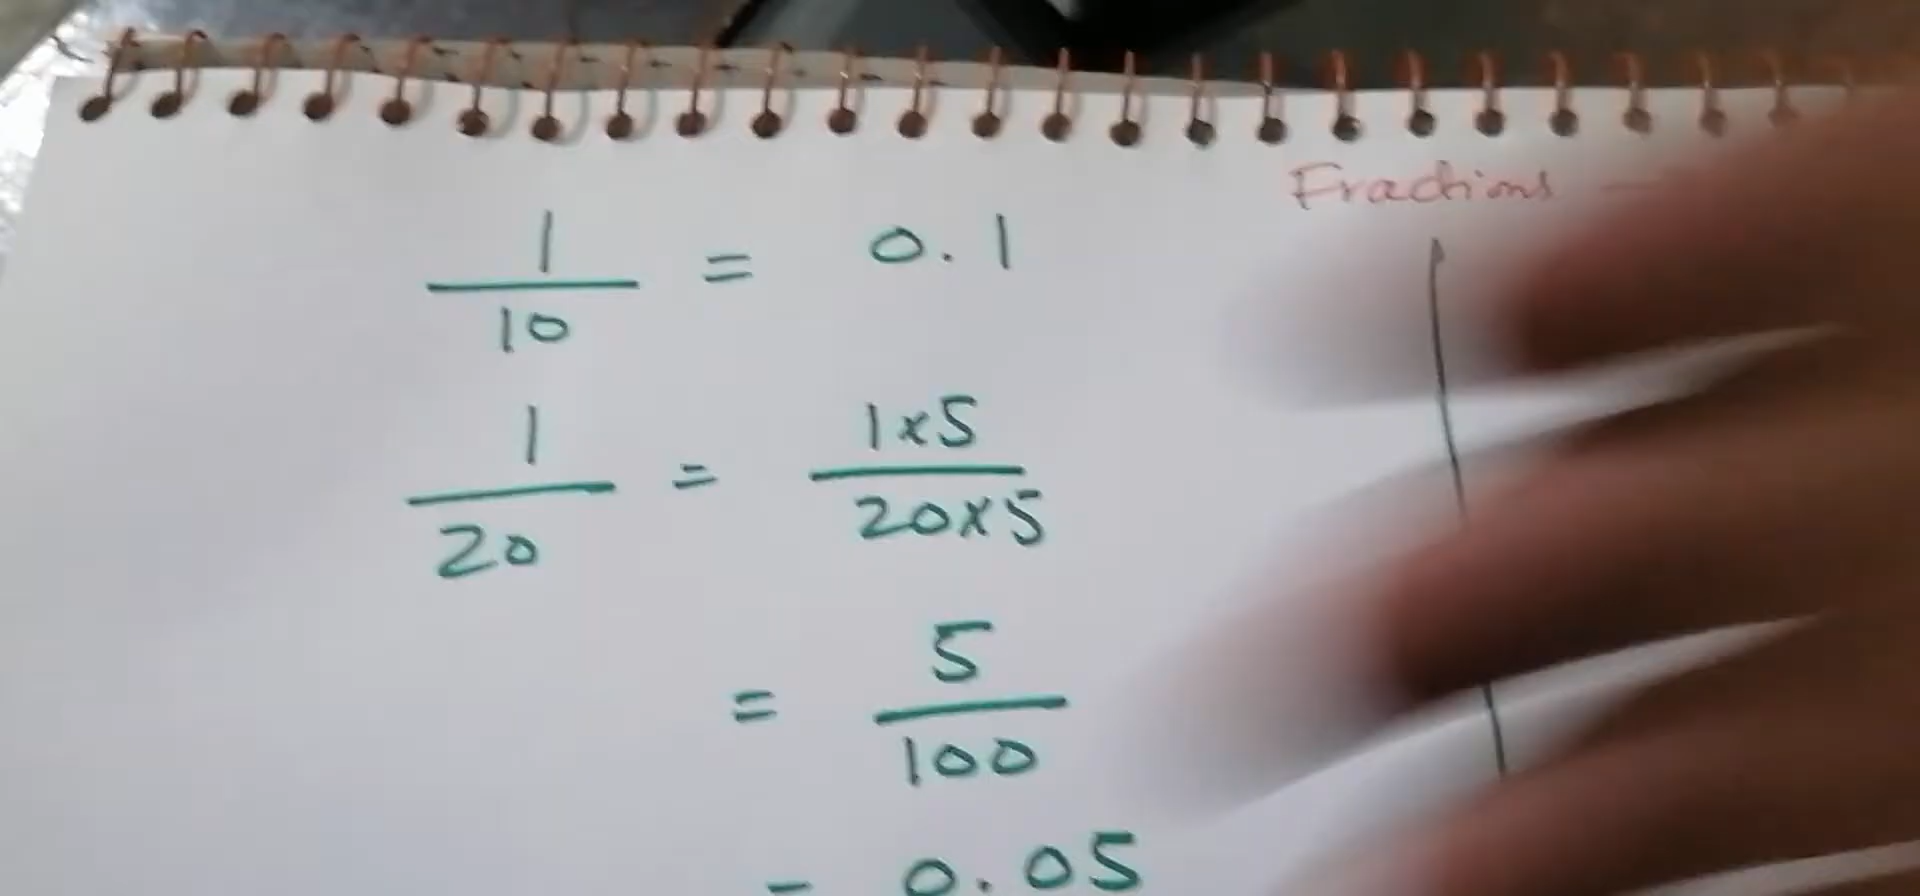 Fractions —
1/10 = 0.1
1/20 = 1x5/20x5
= 5/100
= 0.05